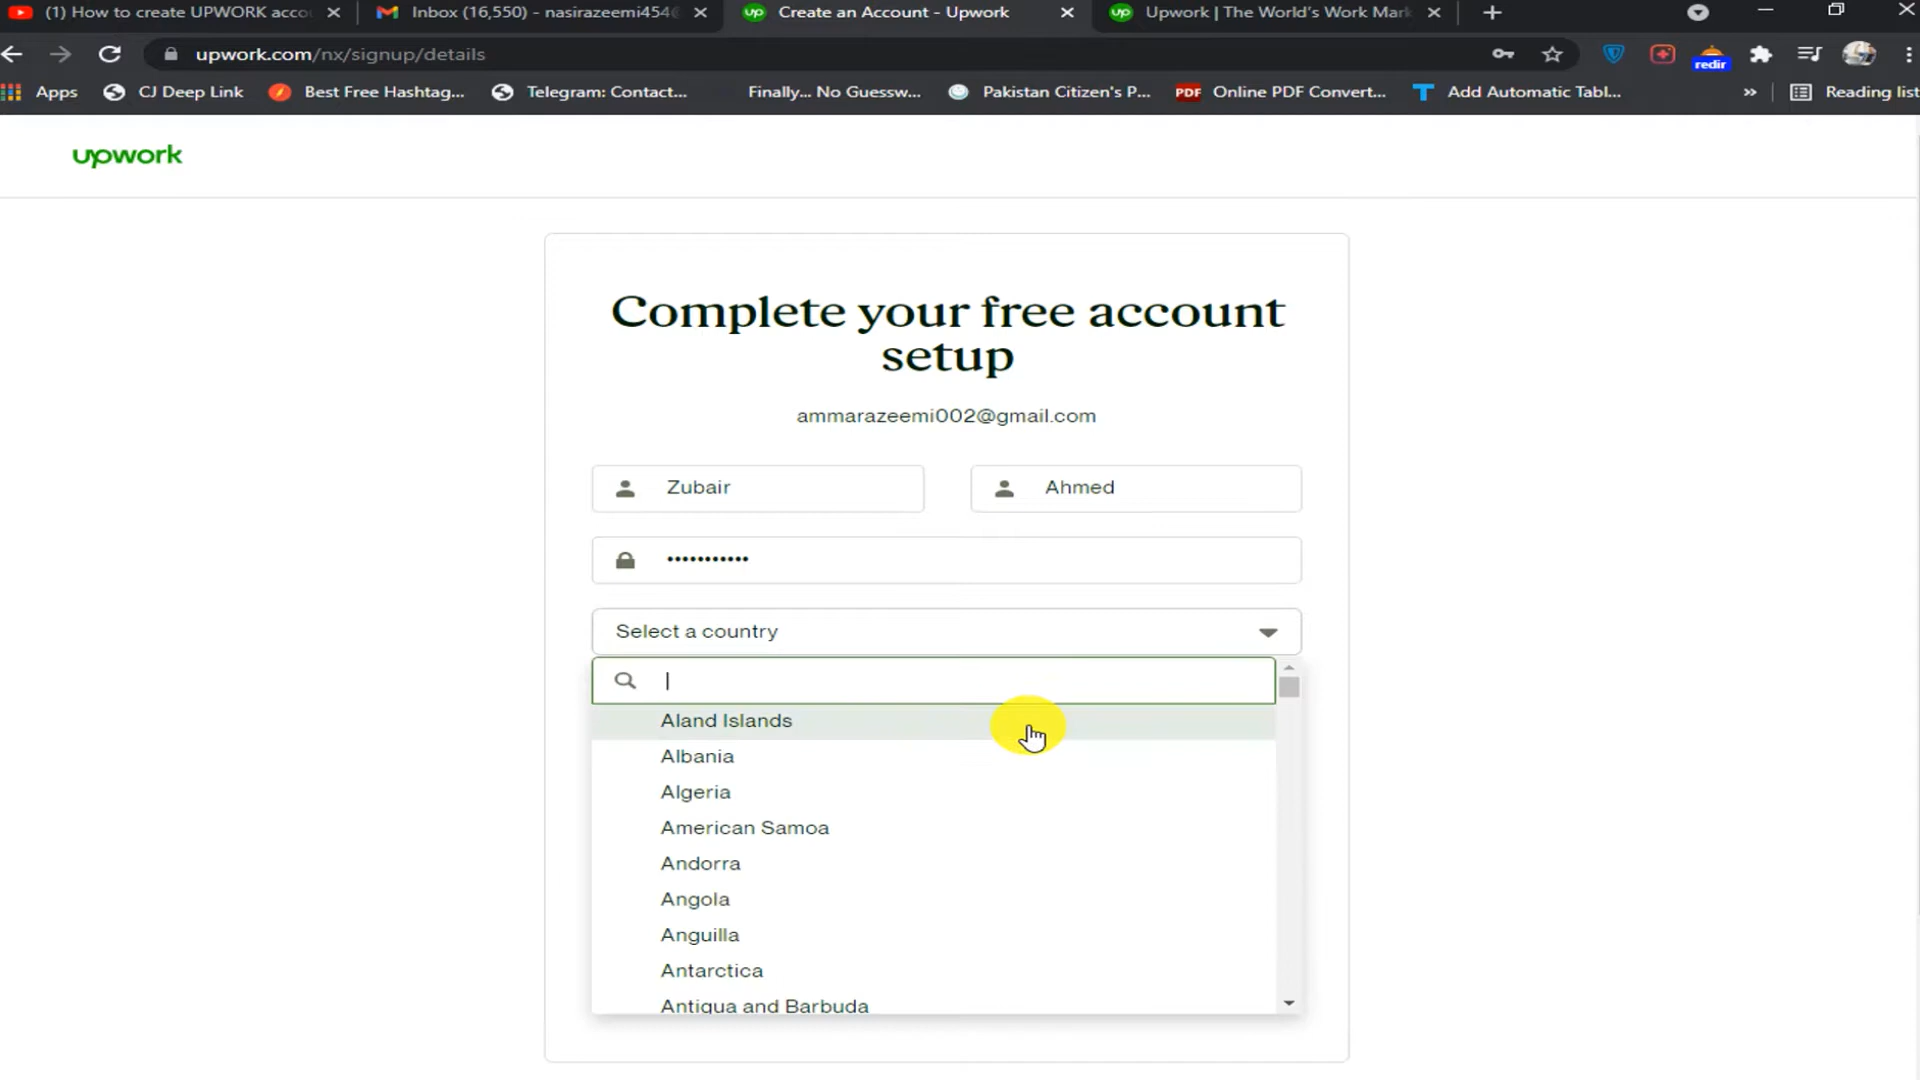 (1) How to create UPWORK acco
Inbox (16,550) - nasirazeemi454@
Create an Account - Upwork
Upwork | The World's Work Mark
upwork.com/nx/signup/details
redir
Apps
CJ Deep Link
Best Free Hashtag...
Telegram: Contact...
Finally... No Guessw...
Pakistan Citizen's P...
PDF
Online PDF Convert...
Add Automatic Tabl...
»
Reading list
upwork
Complete your free account
setup
ammarazeemi002@gmail.com
Zubair
Ahmed
•••••••••••
Select a country
Aland Islands
Albania
Algeria
American Samoa
Andorra
Angola
Anguilla
Antarctica
Antigua and Barbuda